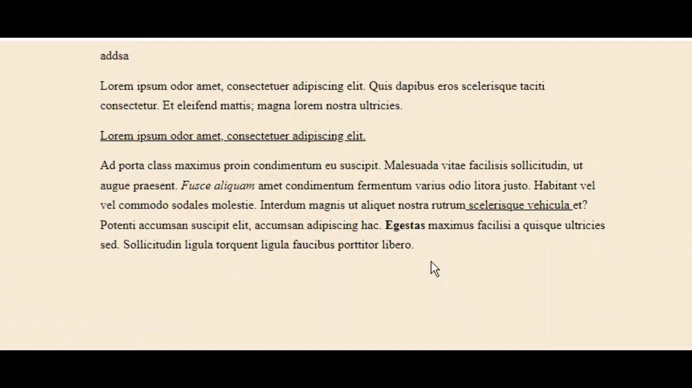 addsa
Lorem ipsum odor amet, consectetuer adipiscing elit. Quis dapibus eros scelerisque taciti
consectetur. Et eleifend mattis; magna lorem nostra ultricies.
Lorem ipsum odor amet, consectetuer adipiscing elit.
Ad porta class maximus proin condimentum eu suscipit. Malesuada vitae facilisis sollicitudin, ut
augue praesent. Fusce aliquam amet condimentum fermentum varius odio litora justo. Habitant vel
vel commodo sodales molestie. Interdum magnis ut aliquet nostra rutrum scelerisque vehicula et?
Potenti accumsan suscipit elit, accumsan adipiscing hac. Egestas maximus facilisi a quisque ultricies
sed. Sollicitudin ligula torquent ligula faucibus porttitor libero.